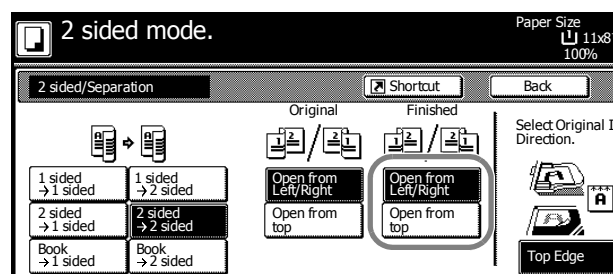 2 sided mode.
Paper Size
11x8
100%
2 sided/Separation
Shortcut
Back
Original
Finished
Select Original
Direction.
1 sided
→1 sided
1 sided
→2 sided
Open from
Left/Right
Open from
Left/Right
2 sided
→1 sided
2 sided
→2 sided
Open from
top
Open from
top
Book
→1 sided
Book
→2 sided
Top Edge